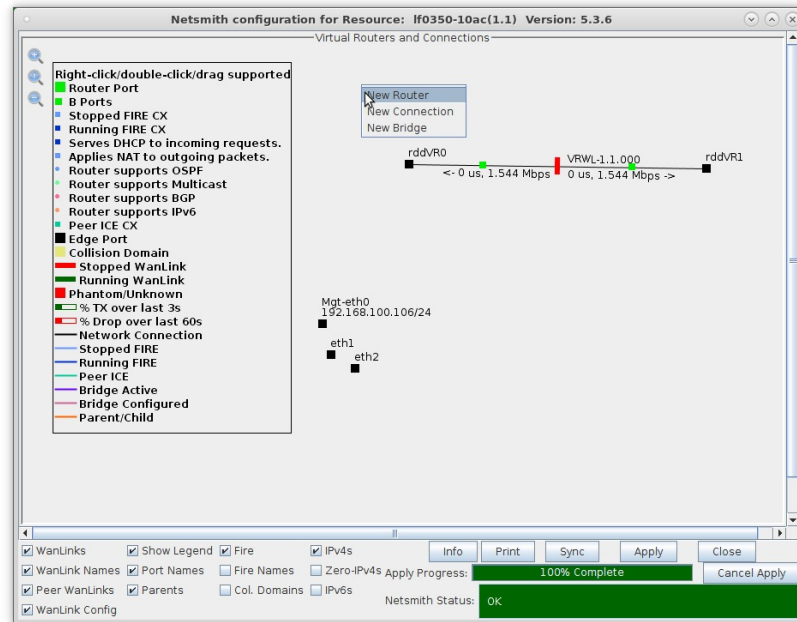 Netsmith configuration for Resource: lf0350-10ac(1.1) Version: 5.3.6
Virtual Routers and Connections
Right-click/double-click/drag supported
Router Port
B Ports
Stopped FIRE CX
Running FIRE CX
Serves DHCP to incoming requests.
Applies NAT to outgoing packets.
Router supports OSPF
Router supports Multicast
Router supports BGP
Router supports IPv6
Peer ICE CX
Edge Port
Collision Domain
Stopped WanLink
Running WanLink
Phantom/Unknown
% TX over last 3s
% Drop over last 60s
Network Connection
Stopped FIRE
Running FIRE
Peer ICE
Bridge Active
Bridge Configured
Parent/Child
New Router
New Connection
New Bridge
rddVR0
VRWL-1.1.000
rddVR1
<- 0 us, 1.544 Mbps
0 us, 1.544 Mbps ->
Mgt-eth0
192.168.100.106/24
eth1
eth2
WanLinks Show Legend Fire IPv4s Info Print Sync Apply Close
WanLink Names Port Names Fire Names Zero-IPv4s Apply Progress: 100% Complete Cancel Apply
Peer WanLinks Parents Col. Domains IPv6s Netsmith Status: OK
WanLink Config